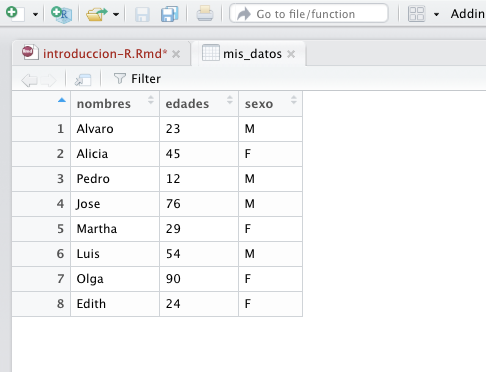 Go to file/function
Addin
introduccion-R.Rmd*
mis_datos
Filter
nombres edades sexo
1 Alvaro 23 M
2 Alicia 45 F
3 Pedro 12 M
4 Jose 76 M
5 Martha 29 F
6 Luis 54 M
7 Olga 90 F
8 Edith 24 F